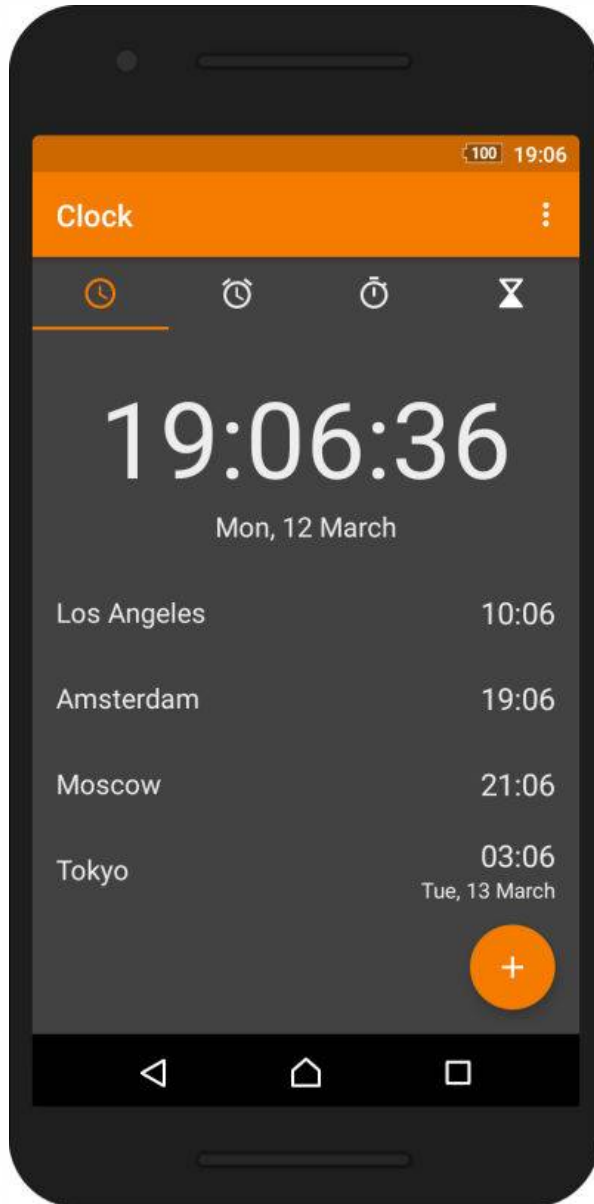 100 19:06
Clock
19:06:36
Mon, 12 March
Los Angeles 10:06
Amsterdam 19:06
Moscow 21:06
Tokyo 03:06
Tue, 13 March